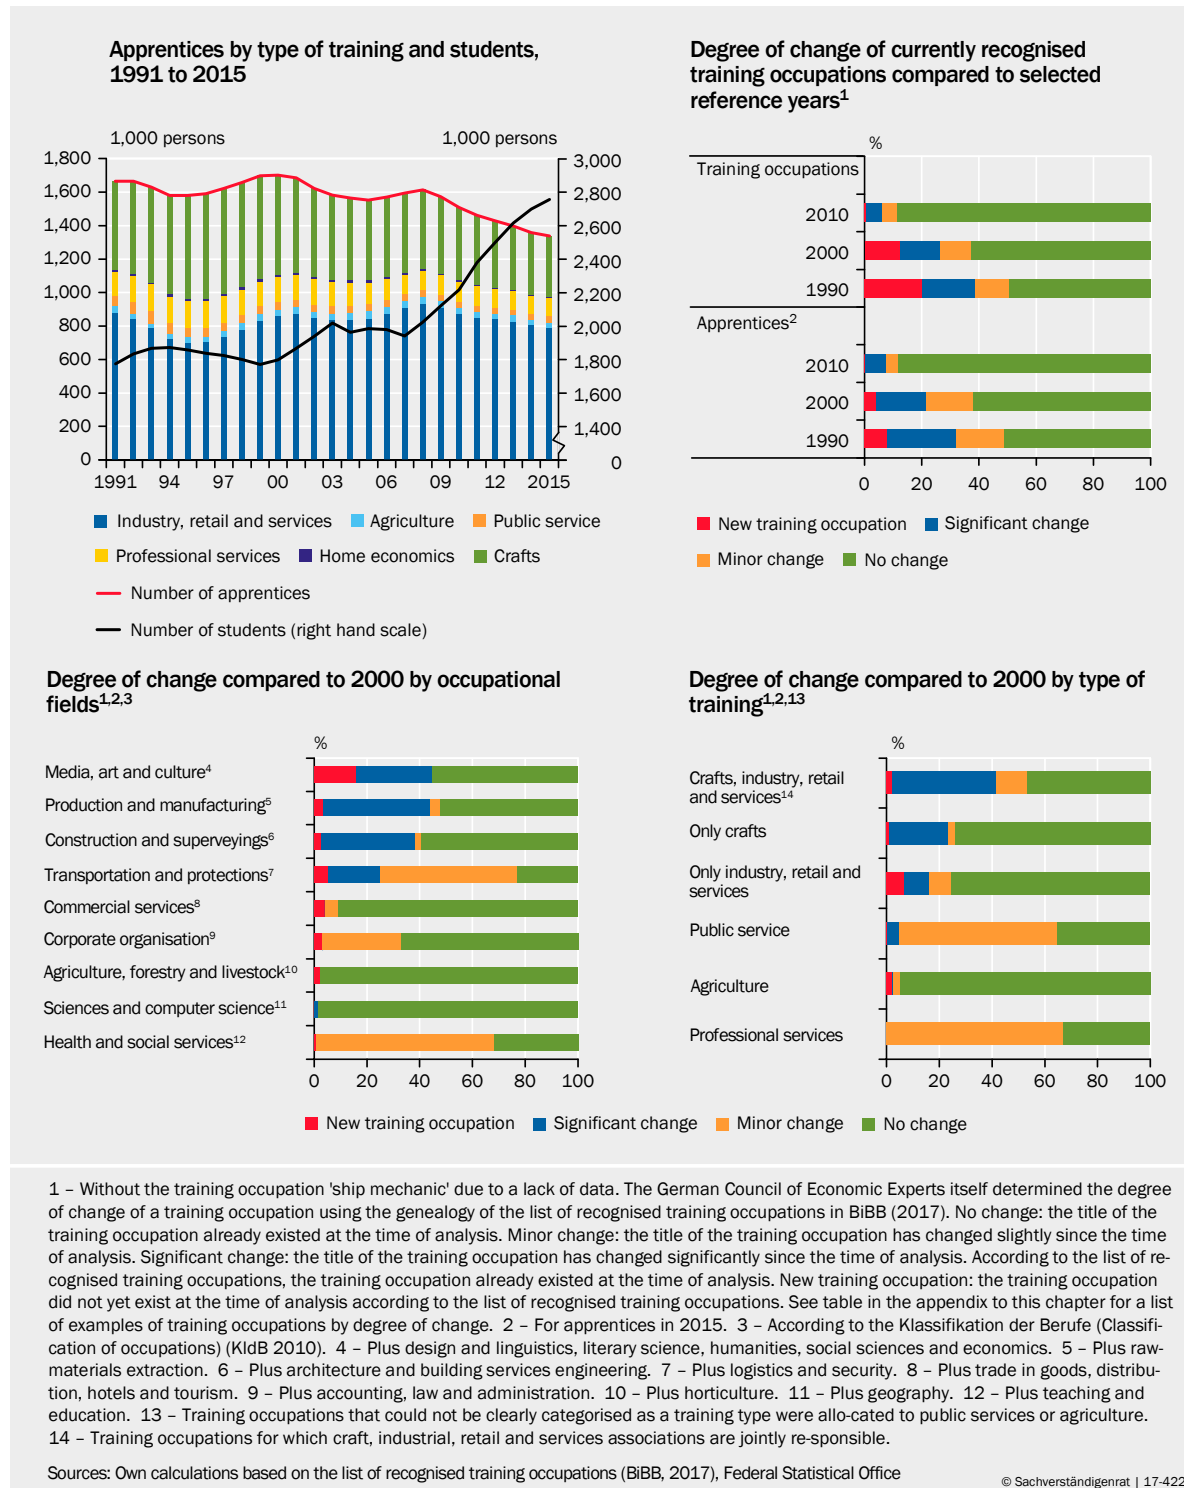 Apprentices by type of training and students,
1991 to 2015
1,000 persons
1,000 persons
1,800
1,600
1,400
1,200
1,000
800
600
400
200
0
3,000
2,800
2,600
2,400
2,200
2,000
1,800
1,600
1,400
0
1991 94 97 00 03 06 09 12 2015
Industry, retail and services Agriculture Public service
Professional services Home economics Crafts
Number of apprentices
Number of students (right hand scale)
Degree of change of currently recognised
training occupations compared to selected
reference years1
%
Training occupations
2010
2000
1990
Apprentices2
2010
2000
1990
0 20 40 60 80 100
New training occupation Significant change
Minor change No change
Degree of change compared to 2000 by occupational
fields1,2,3
%
Media, art and culture4
Production and manufacturing5
Construction and superveyings6
Transportation and protections7
Commercial services8
Corporate organisation9
Agriculture, forestry and livestock10
Sciences and computer science11
Health and social services12
0 20 40 60 80 100
Degree of change compared to 2000 by type of
training1,2,13
%
Crafts, industry, retail
and services14
Only crafts
Only industry, retail and
services
Public service
Agriculture
Professional services
0 20 40 60 80 100
New training occupation Significant change Minor change No change
1 – Without the training occupation 'ship mechanic' due to a lack of data. The German Council of Economic Experts itself determined the degree
of change of a training occupation using the genealogy of the list of recognised training occupations in BiBB (2017). No change: the title of the
training occupation already existed at the time of analysis. Minor change: the title of the training occupation has changed slightly since the time
of analysis. Significant change: the title of the training occupation has changed significantly since the time of analysis. According to the list of re-
cognised training occupations, the training occupation already existed at the time of analysis. New training occupation: the training occupation
did not yet exist at the time of analysis according to the list of recognised training occupations. See table in the appendix to this chapter for a list
of examples of training occupations by degree of change. 2 – For apprentices in 2015. 3 – According to the Klassifikation der Berufe (Classifi-
cation of occupations) (KldB 2010). 4 – Plus design and linguistics, literary science, humanities, social sciences and economics. 5 – Plus raw-
materials extraction. 6 – Plus architecture and building services engineering. 7 – Plus logistics and security. 8 – Plus trade in goods, distribu-
tion, hotels and tourism. 9 – Plus accounting, law and administration. 10 – Plus horticulture. 11 – Plus geography. 12 – Plus teaching and
education. 13 – Training occupations that could not be clearly categorised as a training type were allo-cated to public services or agriculture.
14 – Training occupations for which craft, industrial, retail and services associations are jointly re-sponsible.
Sources: Own calculations based on the list of recognised training occupations (BiBB, 2017), Federal Statistical Office
© Sachverständigenrat | 17-422